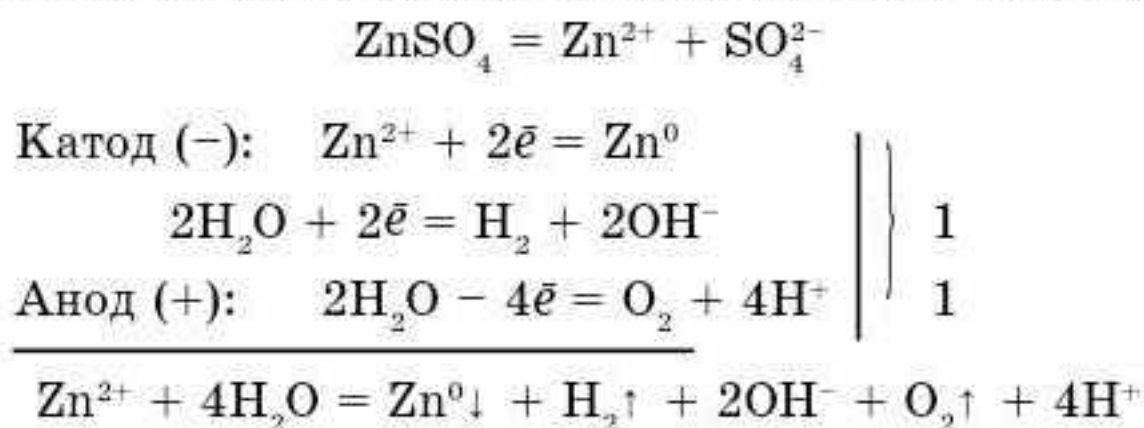 ZnSO₄ = Zn²⁺ + SO₄²⁻
Катод (−): Zn²⁺ + 2ē = Zn⁰
2H₂O + 2ē = H₂ + 2OH⁻ 1
Анод (+): 2H₂O − 4ē = O₂ + 4H⁺ 1
Zn²⁺ + 4H₂O = Zn⁰↓ + H₂↑ + 2OH⁻ + O₂↑ + 4H⁺